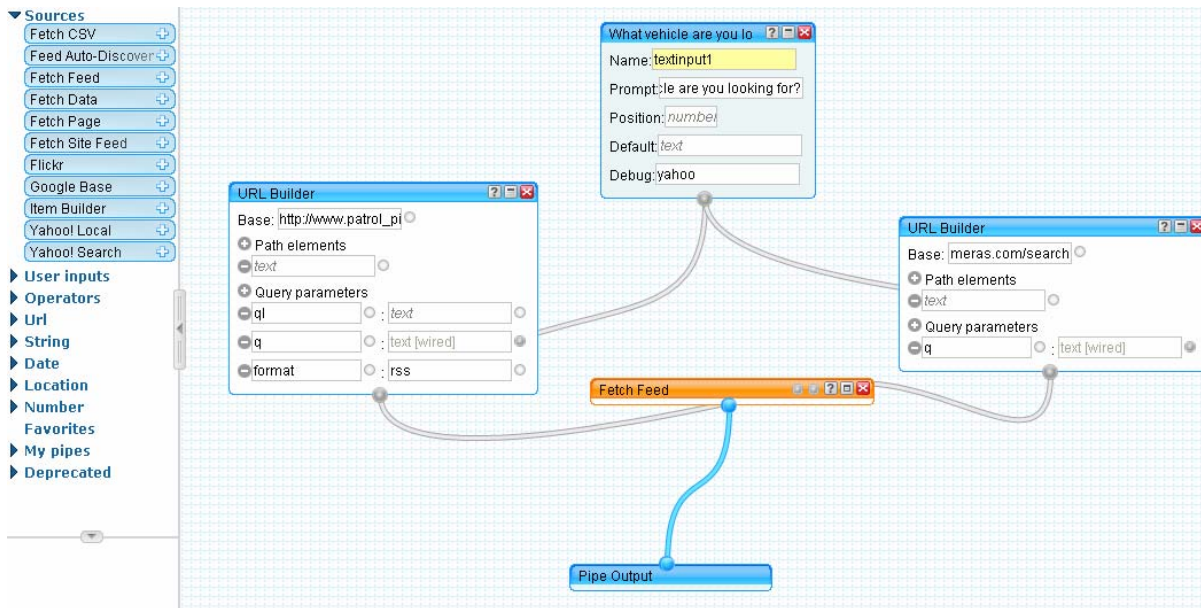 Sources
Fetch CSV
Feed Auto-Discover
Fetch Feed
Fetch Data
Fetch Page
Fetch Site Feed
Flickr
Google Base
Item Builder
Yahoo! Local
Yahoo! Search
User inputs
Operators
Url
String
Date
Location
Number
Favorites
My pipes
Deprecated
What vehicle are you lo
Name: textinput1
Prompt: cle are you looking for?
Position: number
Default: text
Debug: yahoo
URL Builder
Base: http://www.patrol_pi
Path elements
text
Query parameters
ql : text
q : text [wired]
format : rss
URL Builder
Base: meras.com/search
Path elements
text
Query parameters
q : text [wired]
Fetch Feed
Pipe Output